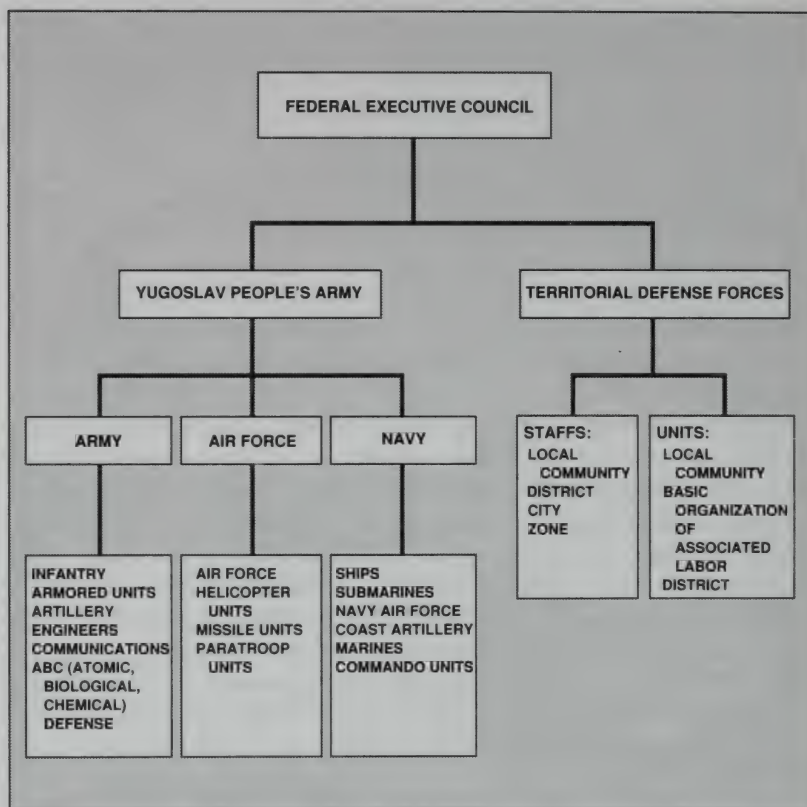 FEDERAL EXECUTIVE COUNCIL
YUGOSLAV PEOPLE'S ARMY
TERRITORIAL DEFENSE FORCES
ARMY
AIR FORCE
NAVY
STAFFS:
LOCAL
COMMUNITY
DISTRICT
CITY
ZONE
UNITS:
LOCAL
COMMUNITY
BASIC
ORGANIZATION
OF
ASSOCIATED
LABOR
DISTRICT
INFANTRY
ARMORED UNITS
ARTILLERY
ENGINEERS
COMMUNICATIONS
ABC (ATOMIC,
BIOLOGICAL,
CHEMICAL)
DEFENSE
AIR FORCE
HELICOPTER
UNITS
MISSILE UNITS
PARATROOP
UNITS
SHIPS
SUBMARINES
NAVY AIR FORCE
COAST ARTILLERY
MARINES
COMMANDO UNITS